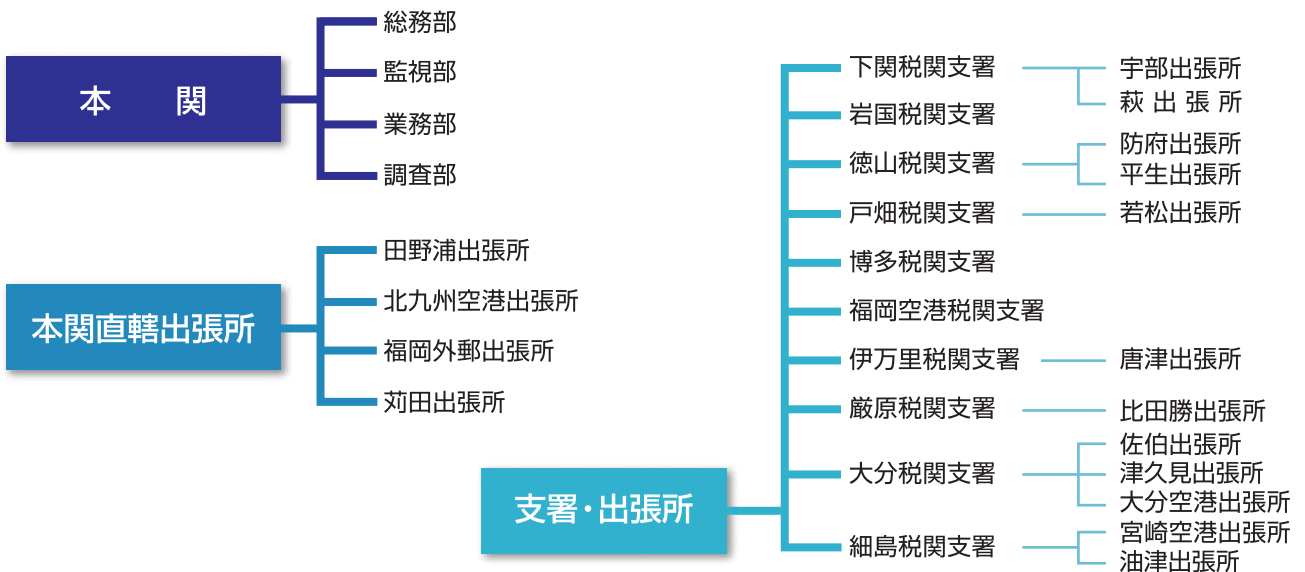 本 関
総務部
監視部
業務部
調査部
本関直轄出張所
田野浦出張所
北九州空港出張所
福岡外郵出張所
苅田出張所
支署・出張所
下関税関支署
宇部出張所
萩出張所
岩国税関支署
徳山税関支署
防府出張所
平生出張所
戸畑税関支署
若松出張所
博多税関支署
福岡空港税関支署
伊万里税関支署
唐津出張所
厳原税関支署
比田勝出張所
大分税関支署
佐伯出張所
津久見出張所
大分空港出張所
細島税関支署
宮崎空港出張所
油津出張所